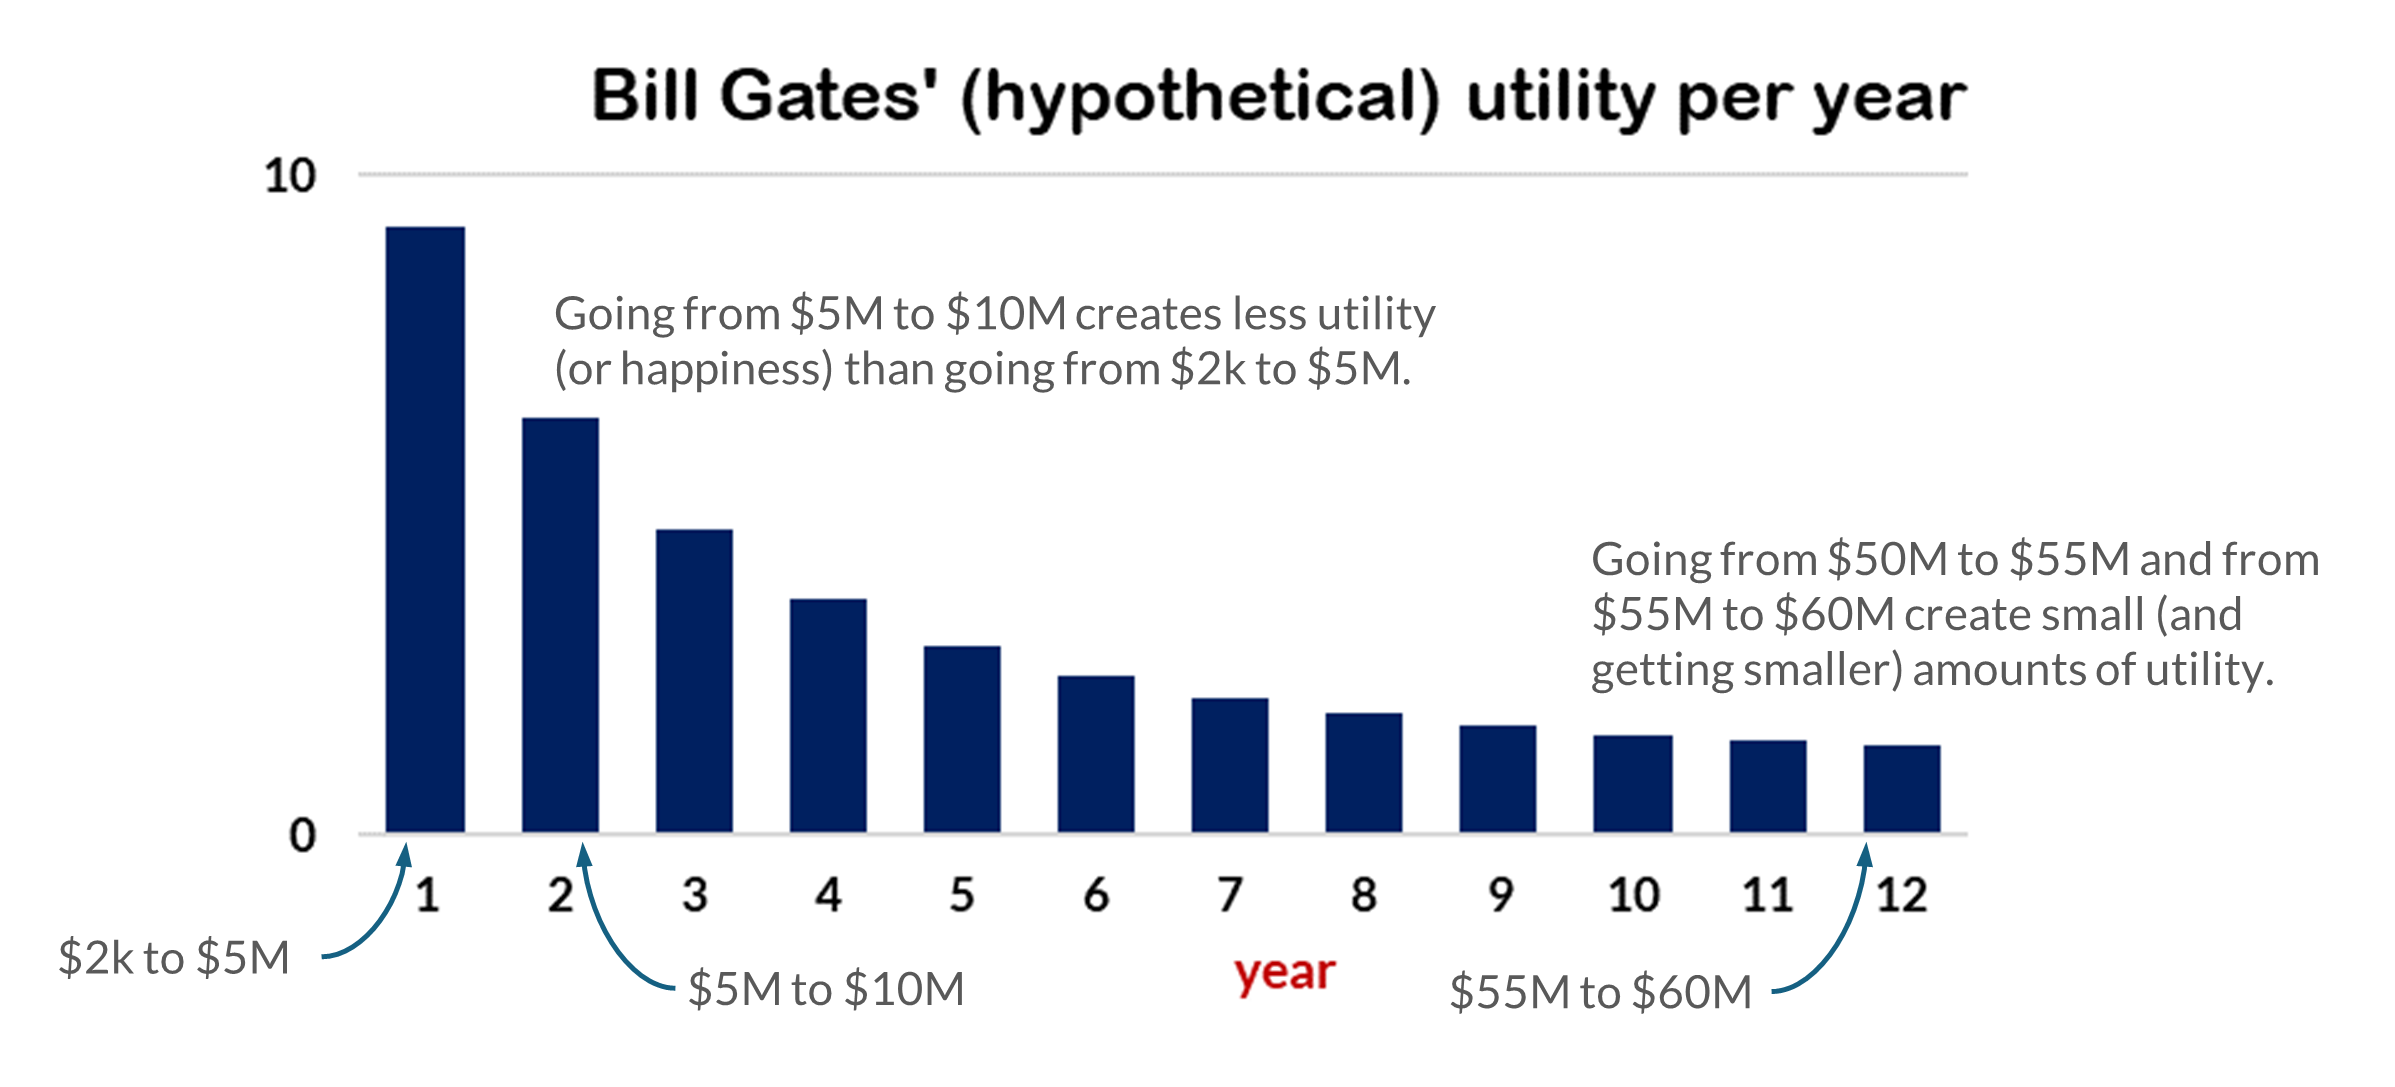 Bill Gates' (hypothetical) utility per year
10
Going from $5M to $10M creates less utility
(or happiness) than going from $2k to $5M.
Going from $50M to $55M and from
$55M to $60M create small (and
getting smaller) amounts of utility.
0
1 2 3 4 5 6 7 8 9 10 11 12
$2k to $5M
$5M to $10M
year
$55M to $60M